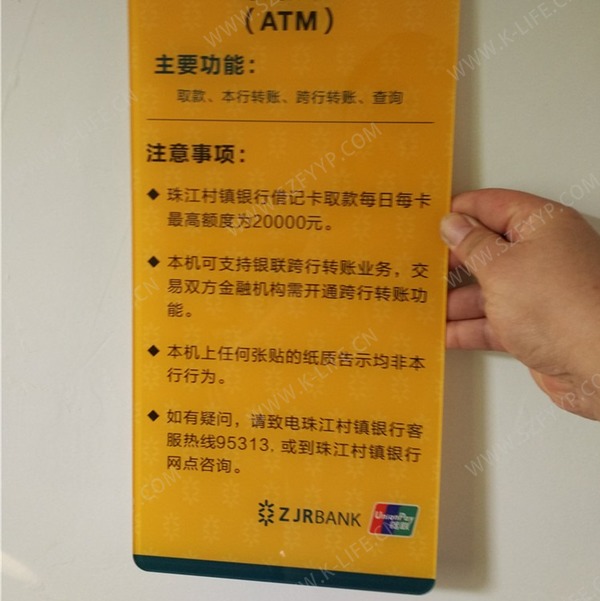 （ATM）
主要功能：
取款、本行转账、跨行转账、查询
注意事项：
◆ 珠江村镇银行借记卡取款每日每卡
最高额度为20000元。
◆ 本机可支持银联跨行转账业务，交
易双方金融机构需开通跨行转账功
能。
◆ 本机上任何张贴的纸质告示均非本
行行为。
◆ 如有疑问，请致电珠江村镇银行客
服热线95313，或到珠江村镇银行
网点咨询。
ZJRBANK
UnionPay
银联
WWW.SZFYYP.COM
WWW.K-LIFE.CN